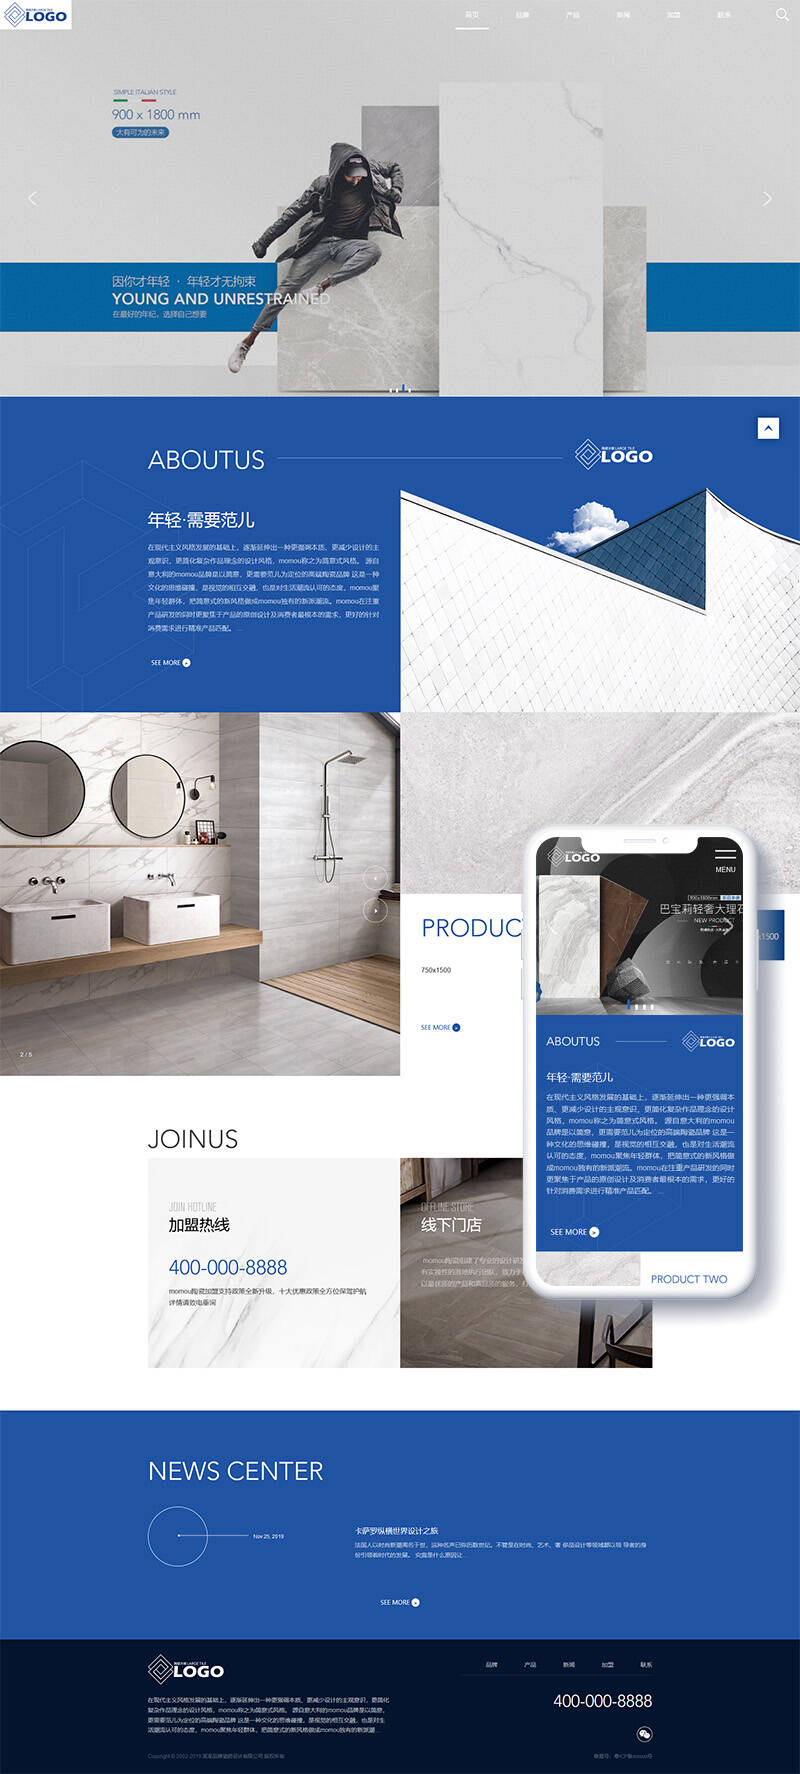 LARGE TILE
LOGO
首页
品牌
产品
新闻
加盟
联系
SIMPLE ITALIAN STYLE
900 x 1800 mm
大有可为的未来
因你才年轻 · 年轻才无拘束
YOUNG AND UNRESTRAINED
在最好的年纪，选择自己想要
ABOUTUS
LARGE TILE
LOGO
年轻·需要范儿
在现代主义风格发展的基础上，逐渐延伸出一种更强调本质、更减少设计的主
观意识，更简化复杂作品理念的设计风格，momou称之为简意式风格。 源自
意大利的momou品牌是以简意，更需要范儿为定位的高端陶瓷品牌 这是一种
文化的思维碰撞，是视觉的相互交融，也是对生活潮流认可的态度，momou聚
焦年轻群体，把简意式的新风格做成momou独有的新派潮流。momou在注重
产品研发的同时更聚焦于产品的原创设计及消费者最根本的需求，更好的针对
消费需求进行精准产品匹配。...
SEE MORE
2 / 5
PRODUC
750x1500
x1500
SEE MORE
LOGO
MENU
900x1800mm
巴宝莉轻奢大理石
NEW PRODUCT
ABOUTUS
LOGO
年轻·需要范儿
在现代主义风格发展的基础上，逐渐延伸出一种更强调本
质、更减少设计的主观意识，更简化复杂作品理念的设计
风格，momou称之为简意式风格。 源自意大利的momou
品牌是以简意，更需要范儿为定位的高端陶瓷品牌 这是一
种文化的思维碰撞，是视觉的相互交融，也是对生活潮流
认可的态度，momou聚焦年轻群体，把简意式的新风格做
成momou独有的新派潮流。momou在注重产品研发的同时
更聚焦于产品的原创设计及消费者最根本的需求，更好的
针对消费需求进行精准产品匹配。...
SEE MORE
PRODUCT TWO
JOINUS
JOIN HOTLINE
加盟热线
400-000-8888
momou陶瓷加盟支持政策全新升级，十大优惠政策全方位保驾护航
详情请致电垂询
OFFLINE STORE
线下门店
momou陶瓷组建了专业的设计研发
有实操性的落地执行团队，致力于
以最优质的产品和高品质的服务，
NEWS CENTER
Nov 25, 2019
卡萨罗纵横世界设计之旅
法国人以时尚新潮闻名于世，这种名声已弥历数世纪。不管是在时尚、艺术、奢 侈品设计等领域都以领 导者的身
份引领着时代的发展。 究竟是什么原因让...
SEE MORE
LARGE TILE
LOGO
品牌
产品
新闻
加盟
联系
在现代主义风格发展的基础上，逐渐延伸出一种更强调本质、更减少设计的主观意识，更简化
复杂作品理念的设计风格，momou称之为简意式风格。 源自意大利的momou品牌是以简意，
更需要范儿为定位的高端陶瓷品牌 这是一种文化的思维碰撞，是视觉的相互交融，也是对生
活潮流认可的态度，momou聚焦年轻群体，把简意式的新风格做成momou独有的新派潮...
400-000-8888
Copyright © 2002-2019